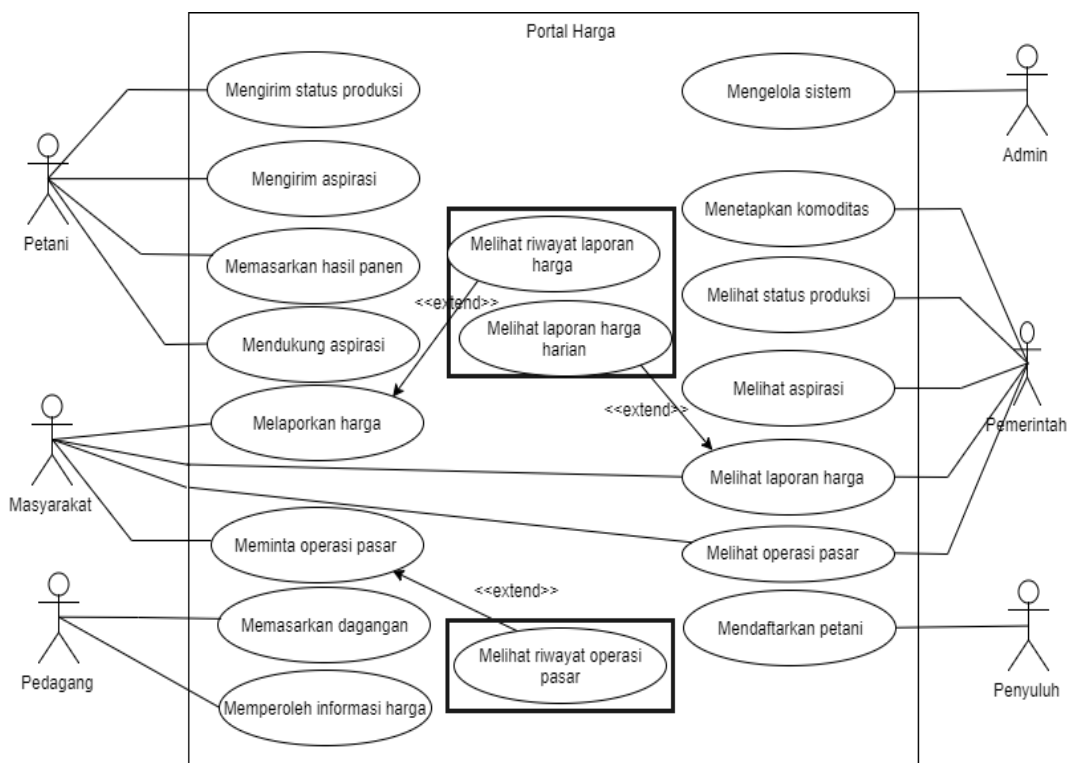 Portal Harga
Mengirim status produksi
Mengelola sistem
Admin
Mengirim aspirasi
Petani
Menetapkan komoditas
Melihat riwayat laporan
harga
Memasarkan hasil panen
<<extend>>
Melihat status produksi
Melihat laporan harga
harian
Mendukung aspirasi
Melihat aspirasi
<<extend>>
Pemerintah
Melaporkan harga
Melihat laporan harga
Masyarakat
Meminta operasi pasar
Melihat operasi pasar
<<extend>>
Memasarkan dagangan
Mendaftarkan petani
Melihat riwayat operasi
pasar
Pedagang
Penyuluh
Memperoleh informasi harga